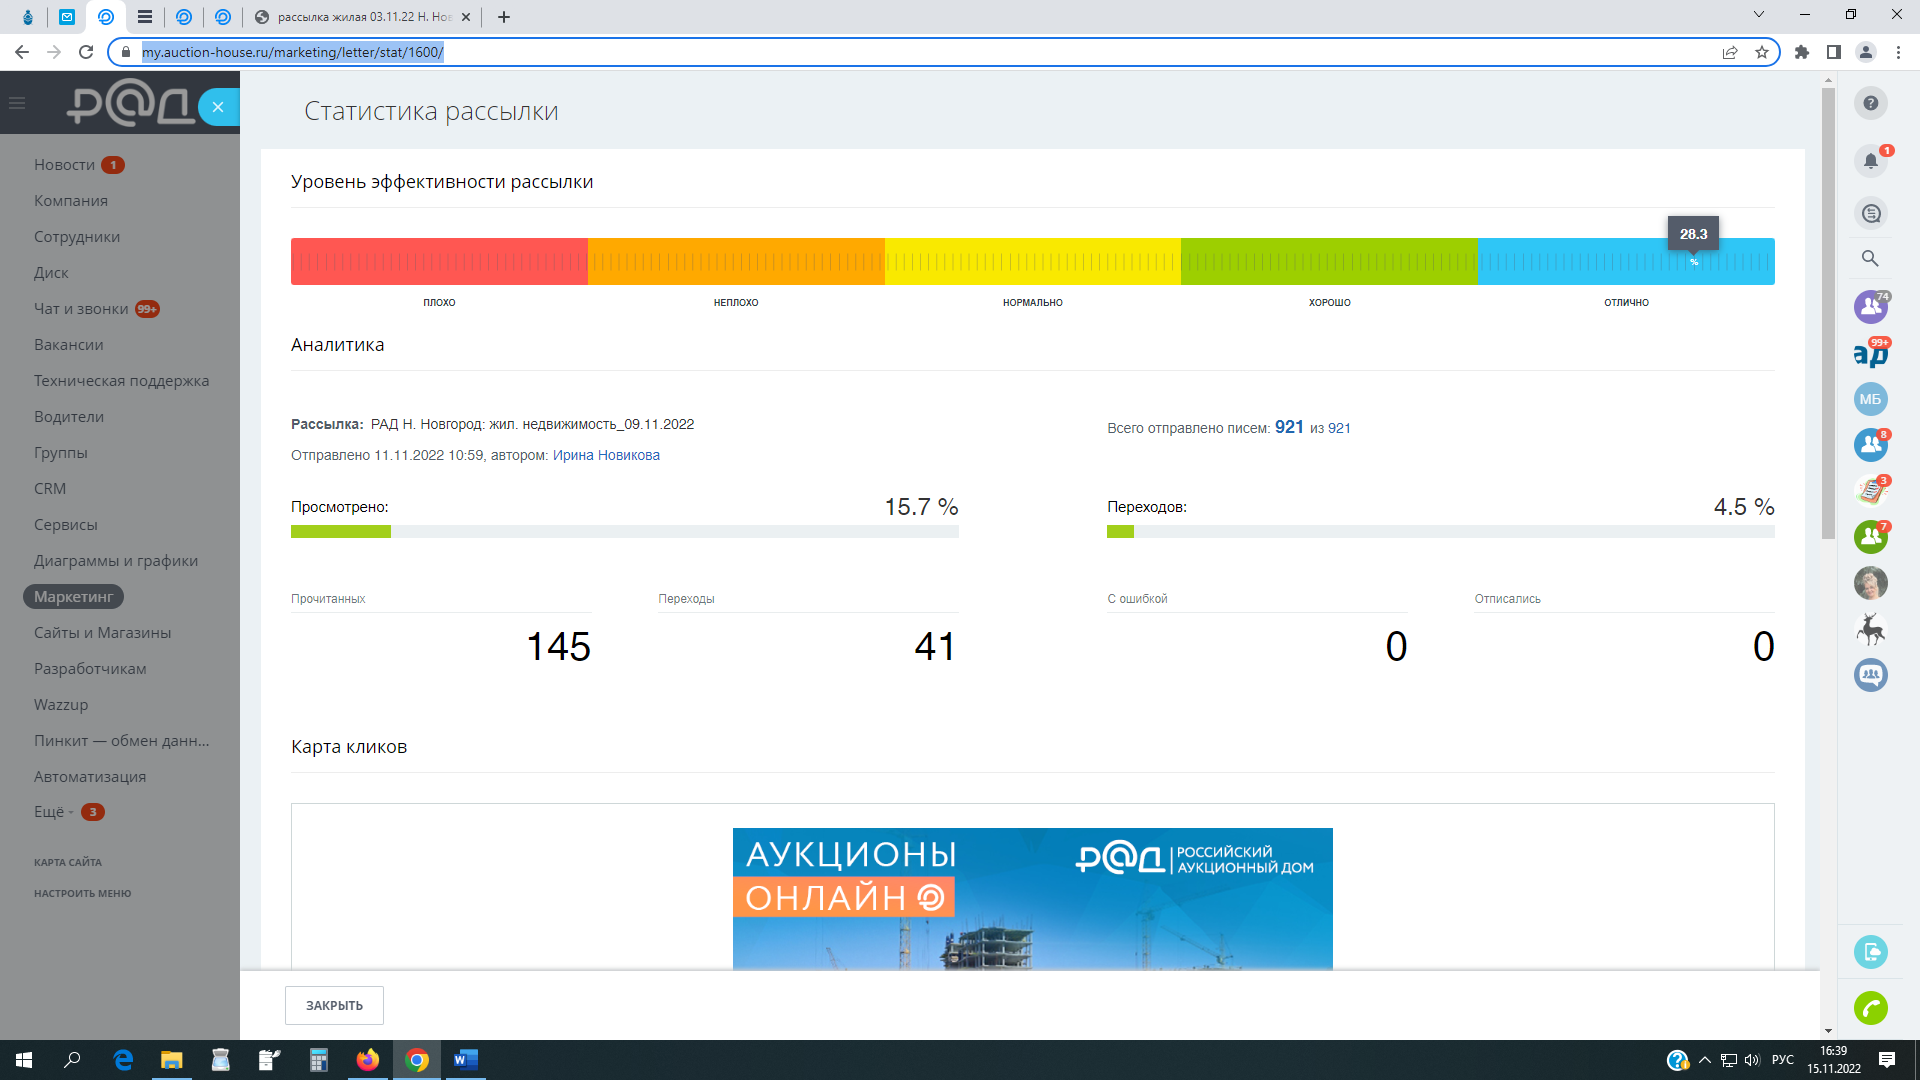 рассылка жилая 03.11.22 Н. Нов
my.auction-house.ru/marketing/letter/stat/1600/
Р@Д
Статистика рассылки
Новости 1
Компания
Сотрудники
Диск
Чат и звонки 99+
Вакансии
Техническая поддержка
Водители
Группы
CRM
Сервисы
Диаграммы и графики
Маркетинг
Сайты и Магазины
Разработчикам
Wazzup
Пинкит — обмен данн...
Автоматизация
Ещё 3
КАРТА САЙТА
НАСТРОИТЬ МЕНЮ
Уровень эффективности рассылки
28.3
%
ПЛОХО НЕПЛОХО НОРМАЛЬНО ХОРОШО ОТЛИЧНО
Аналитика
Рассылка: РАД Н. Новгород: жил. недвижимость_09.11.2022
Всего отправлено писем: 921 из 921
Отправлено 11.11.2022 10:59, автором: Ирина Новикова
Просмотрено: 15.7 %
Переходов: 4.5 %
Прочитанных Переходы С ошибкой Отписались
145 41 0 0
Карта кликов
АУКЦИОНЫ
ОНЛАЙН
Р@Д РОССИЙСКИЙ
АУКЦИОННЫЙ ДОМ
ЗАКРЫТЬ
?
1
74
99+
ад
МБ
8
3
7
РУС
16:39
15.11.2022